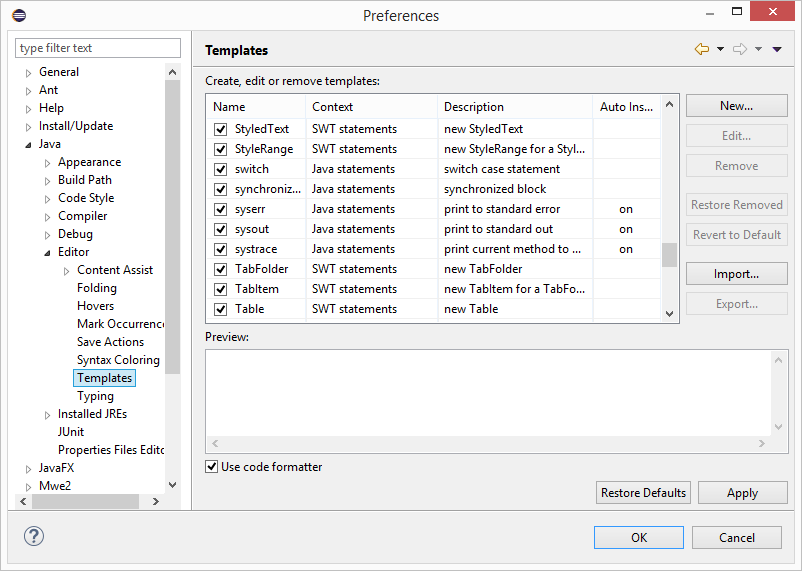 Preferences
type filter text
General
Ant
Help
Install/Update
Java
Appearance
Build Path
Code Style
Compiler
Debug
Editor
Content Assist
Folding
Hovers
Mark Occurrenc
Save Actions
Syntax Coloring
Templates
Typing
Installed JREs
JUnit
Properties Files Edito
JavaFX
Mwe2
Templates
Create, edit or remove templates:
Name Context Description Auto Ins...
StyledText SWT statements new StyledText
StyleRange SWT statements new StyleRange for a Styl...
switch Java statements switch case statement
synchroniz... Java statements synchronized block
syserr Java statements print to standard error on
sysout Java statements print to standard out on
systrace Java statements print current method to ... on
TabFolder SWT statements new TabFolder
TabItem SWT statements new TabItem for a TabFo...
Table SWT statements new Table
New...
Edit...
Remove
Restore Removed
Revert to Default
Import...
Export...
Preview:
Use code formatter
Restore Defaults Apply
? OK Cancel